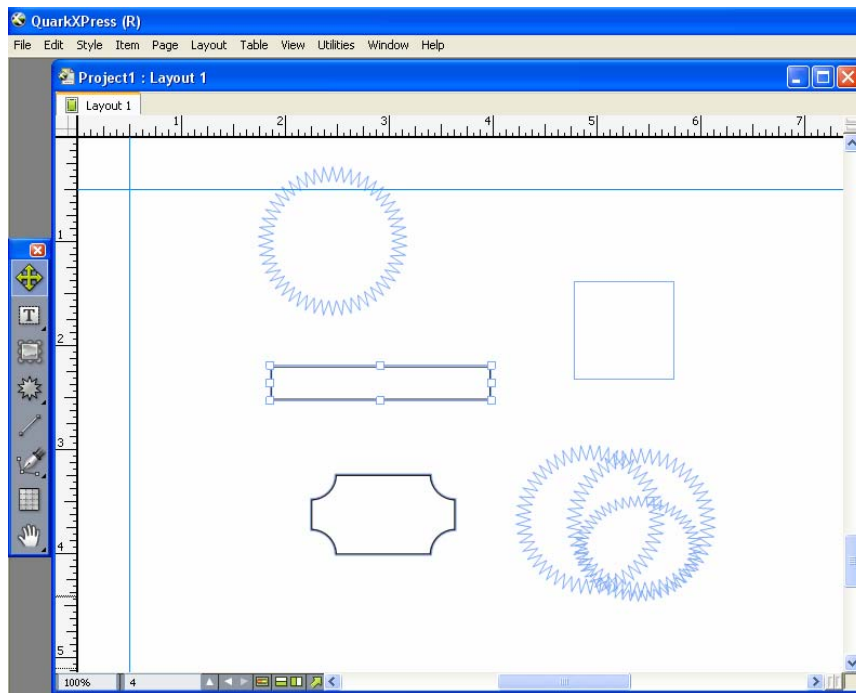 QuarkXPress (R)
File Edit Style Item Page Layout Table View Utilities Window Help
Project1 : Layout 1
Layout 1
1 2 3 4 5 6 7
1
T
2
3
4
5
100% 4